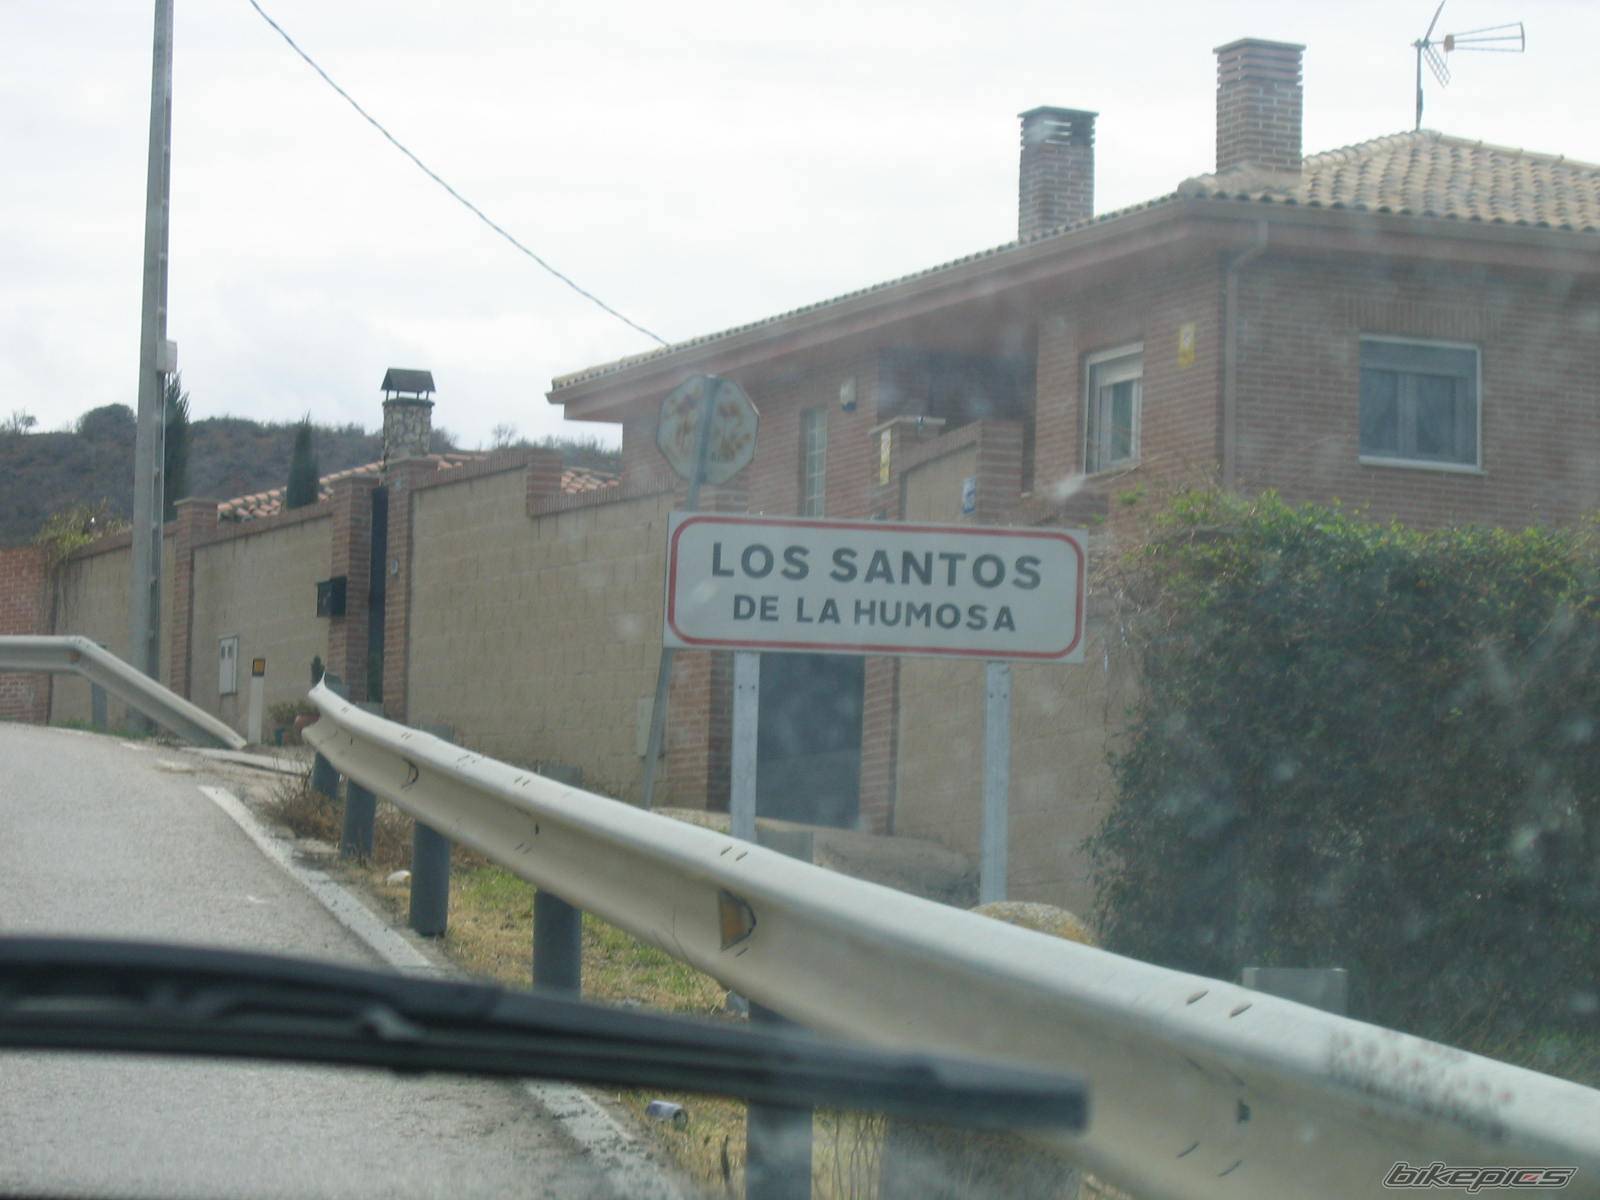 LOS SANTOS
DE LA HUMOSA
bikepics